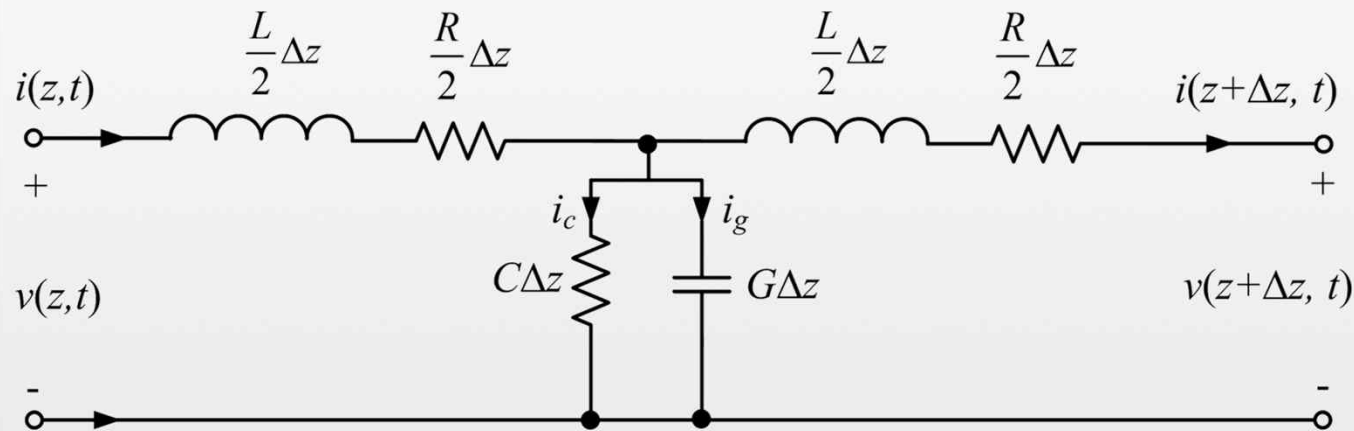 L/2 Δz R/2 Δz L/2 Δz R/2 Δz
i(z,t) i(z+Δz, t)
+ +
i_c i_g
v(z,t) CΔz GΔz v(z+Δz, t)
- -